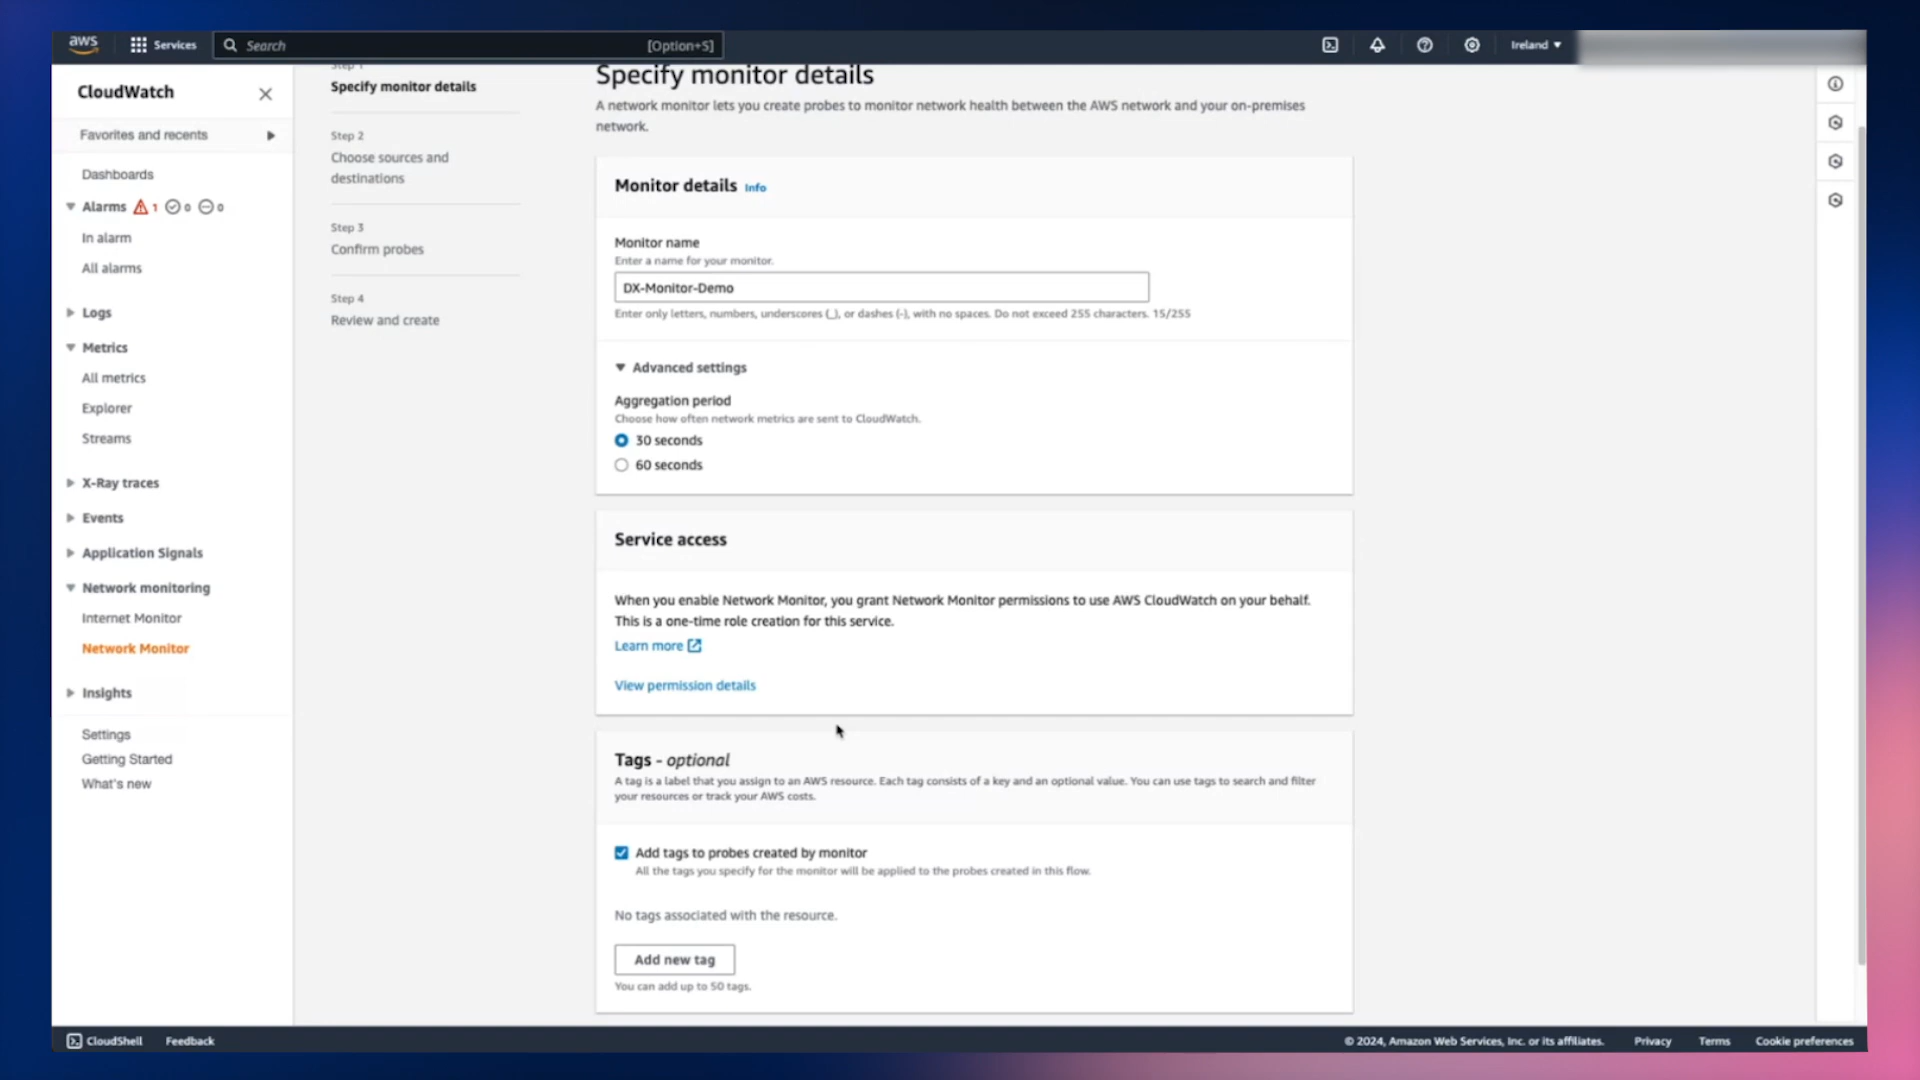 aws
Services
Search
[Option+S]
Ireland
CloudWatch
Favorites and recents
Dashboards
Alarms 1 0 0
In alarm
All alarms
Logs
Metrics
All metrics
Explorer
Streams
X-Ray traces
Events
Application Signals
Network monitoring
Internet Monitor
Network Monitor
Insights
Settings
Getting Started
What's new
Step 1
Specify monitor details
Step 2
Choose sources and
destinations
Step 3
Confirm probes
Step 4
Review and create
Specify monitor details
A network monitor lets you create probes to monitor network health between the AWS network and your on-premises
network.
Monitor details Info
Monitor name
Enter a name for your monitor.
DX-Monitor-Demo
Enter only letters, numbers, underscores (_), or dashes (-), with no spaces. Do not exceed 255 characters. 15/255
Advanced settings
Aggregation period
Choose how often network metrics are sent to CloudWatch.
30 seconds
60 seconds
Service access
When you enable Network Monitor, you grant Network Monitor permissions to use AWS CloudWatch on your behalf.
This is a one-time role creation for this service.
Learn more
View permission details
Tags - optional
A tag is a label that you assign to an AWS resource. Each tag consists of a key and an optional value. You can use tags to search and filter
your resources or track your AWS costs.
Add tags to probes created by monitor
All the tags you specify for the monitor will be applied to the probes created in this flow.
No tags associated with the resource.
Add new tag
You can add up to 50 tags.
CloudShell
Feedback
© 2024, Amazon Web Services, Inc. or its affiliates.
Privacy
Terms
Cookie preferences